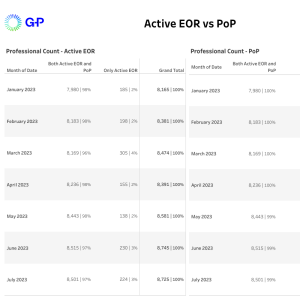 G-P
Active EOR vs PoP
Professional Count - Active EOR
Professional Count - PoP
Month of Date Both Active EOR and PoP Only Active EOR Grand Total
Month of Date Both Active EOR and PoP
January 2023 7,980 | 98% 185 | 2% 8,165 | 100%
January 2023 7,980 | 100%
February 2023 8,183 | 98% 198 | 2% 8,381 | 100%
February 2023 8,183 | 100%
March 2023 8,169 | 96% 305 | 4% 8,474 | 100%
March 2023 8,169 | 100%
April 2023 8,236 | 98% 155 | 2% 8,391 | 100%
April 2023 8,236 | 100%
May 2023 8,443 | 98% 138 | 2% 8,581 | 100%
May 2023 8,443 | 99%
June 2023 8,515 | 97% 230 | 3% 8,745 | 100%
June 2023 8,515 | 99%
July 2023 8,501 | 97% 224 | 3% 8,725 | 100%
July 2023 8,501 | 99%